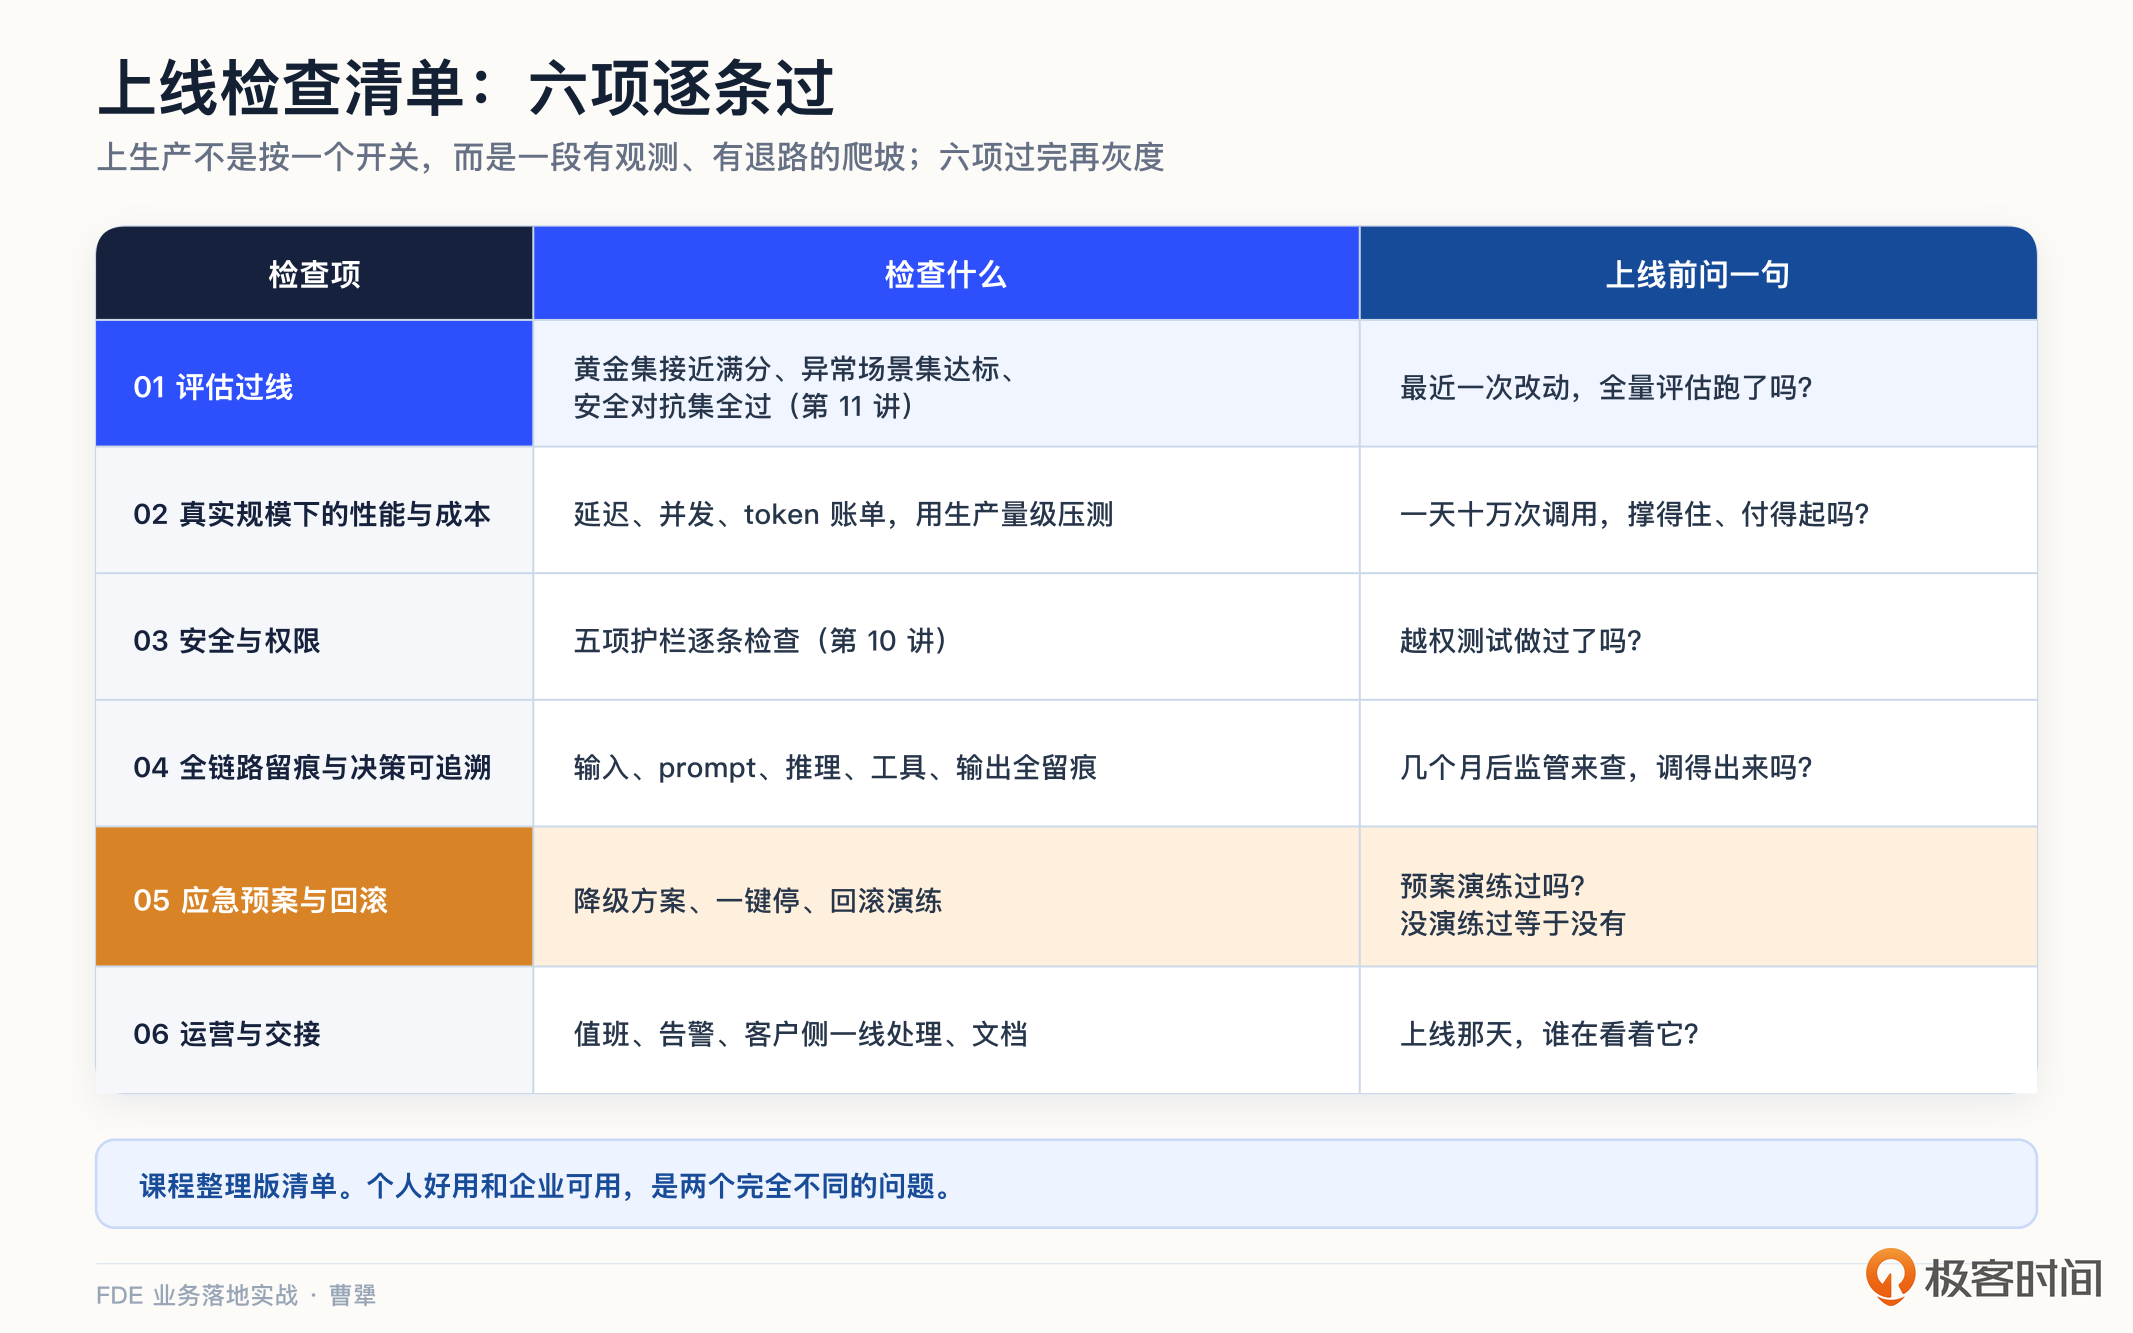 上线检查清单：六项逐条过
上生产不是按一个开关，而是一段有观测、有退路的爬坡；六项过完再灰度
检查项
检查什么
上线前问一句
01 评估过线
黄金集接近满分、异常场景集达标、
安全对抗集全过（第 11 讲）
最近一次改动，全量评估跑了吗？
02 真实规模下的性能与成本
延迟、并发、token 账单，用生产量级压测
一天十万次调用，撑得住、付得起吗？
03 安全与权限
五项护栏逐条检查（第 10 讲）
越权测试做过了吗？
04 全链路留痕与决策可追溯
输入、prompt、推理、工具、输出全留痕
几个月后监管来查，调得出来吗？
05 应急预案与回滚
降级方案、一键停、回滚演练
预案演练过吗？
没演练过等于没有
06 运营与交接
值班、告警、客户侧一线处理、文档
上线那天，谁在看着它？
课程整理版清单。个人好用和企业可用，是两个完全不同的问题。
FDE 业务落地实战 · 曹犟
极客时间